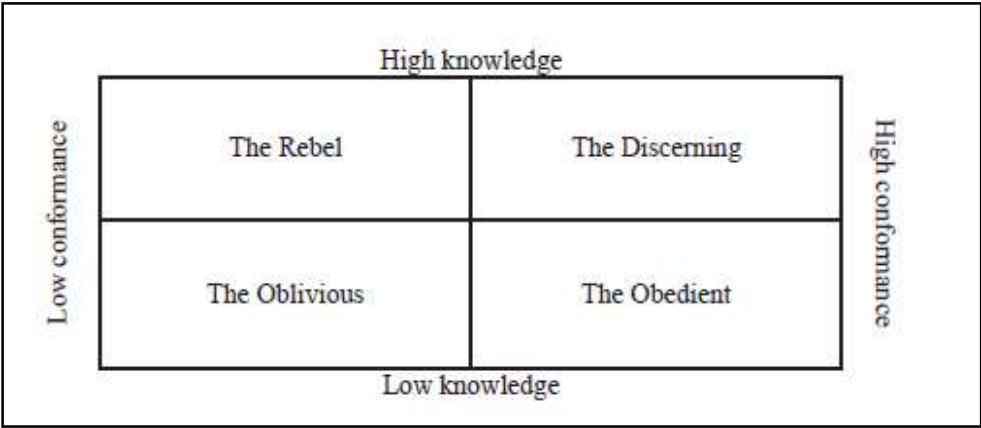 High knowledge
Low conformance
The Rebel
The Discerning
High conformance
The Oblivious
The Obedient
Low knowledge